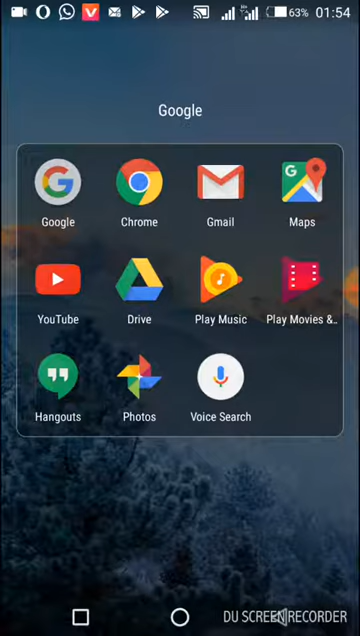 63% 01:54
Google
Google Chrome Gmail Maps
YouTube Drive Play Music Play Movies &..
Hangouts Photos Voice Search
DU SCREEN RECORDER